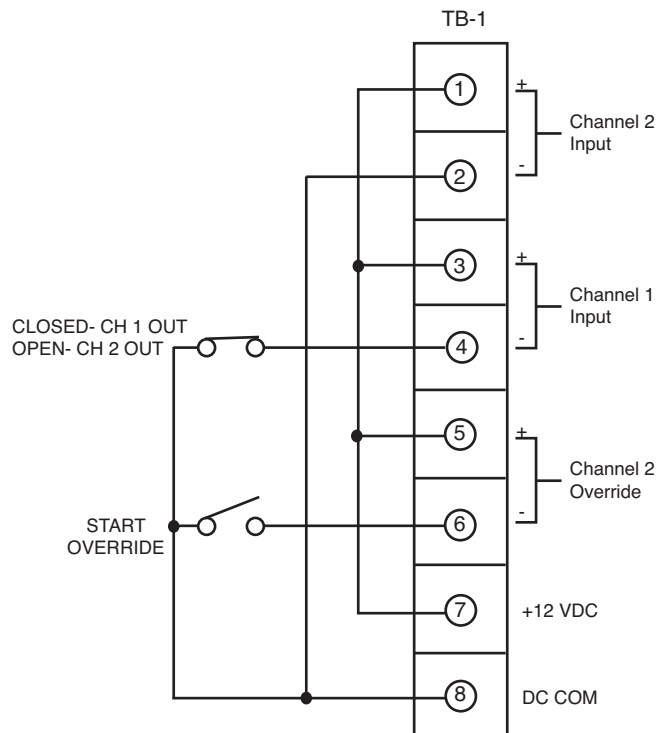 TB-1
1
+
Channel 2
Input
-
2
3
+
Channel 1
Input
-
CLOSED- CH 1 OUT
OPEN- CH 2 OUT
4
5
+
Channel 2
Override
-
START
OVERRIDE
6
7
+12 VDC
8
DC COM